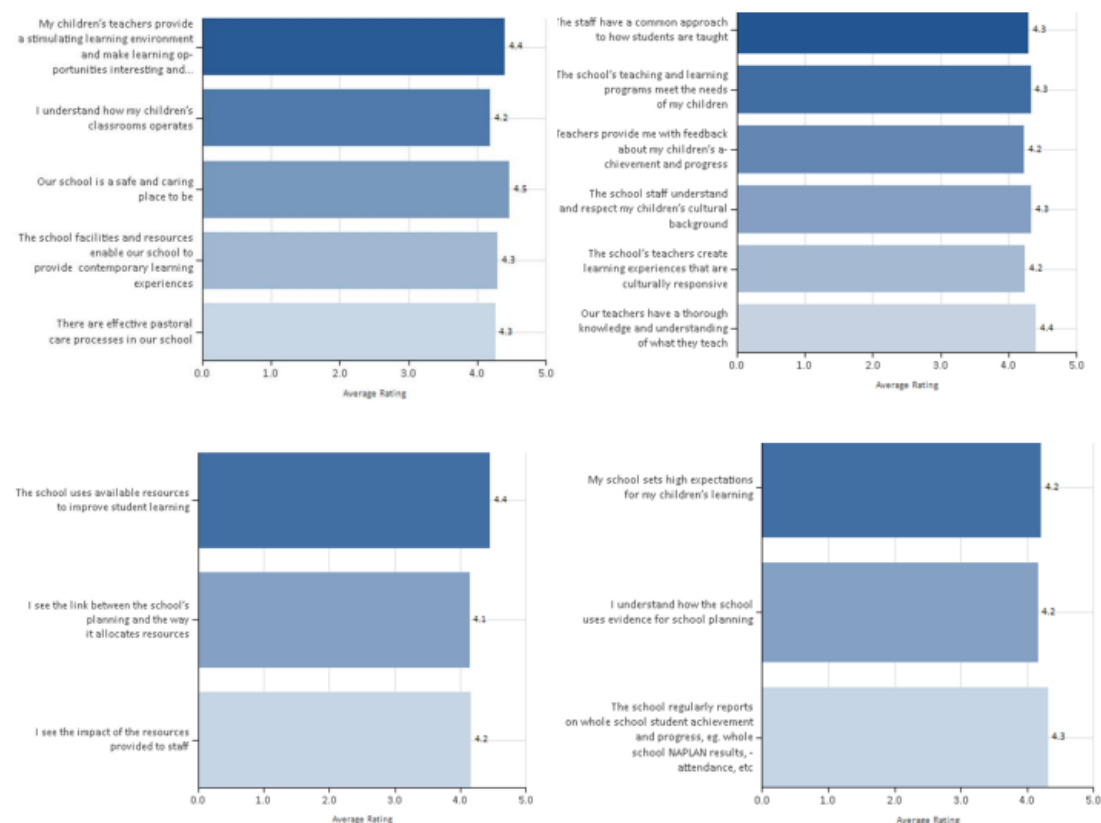 My children's teachers provide
a stimulating learning environment
and make learning op-
portunities interesting and...
4.4
I understand how my children's
classrooms operates
4.2
Our school is a safe and caring
place to be
4.5
The school facilities and resources
enable our school to
provide contemporary learning
experiences
4.3
There are effective pastoral
care processes in our school
4.3
0.0 1.0 2.0 3.0 4.0 5.0
Average Rating
The staff have a common approach
to how students are taught
4.3
The school's teaching and learning
programs meet the needs
of my children
4.3
Teachers provide me with feedback
about my children's a-
chievement and progress
4.2
The school staff understand
and respect my children's cultural
background
4.3
The school's teachers create
learning experiences that are
culturally responsive
4.2
Our teachers have a thorough
knowledge and understanding
of what they teach
4.4
0.0 1.0 2.0 3.0 4.0 5.0
Average Rating
The school uses available resources
to improve student learning
4.4
I see the link between the school's
planning and the way
it allocates resources
4.1
I see the impact of the resources
provided to staff
4.2
0.0 1.0 2.0 3.0 4.0 5.0
Average Rating
My school sets high expectations
for my children's learning
4.2
I understand how the school
uses evidence for school planning
4.2
The school regularly reports
on whole school student achievement
and progress, eg. whole
school NAPLAN results, -
attendance, etc
4.3
0.0 1.0 2.0 3.0 4.0 5.0
Average Rating